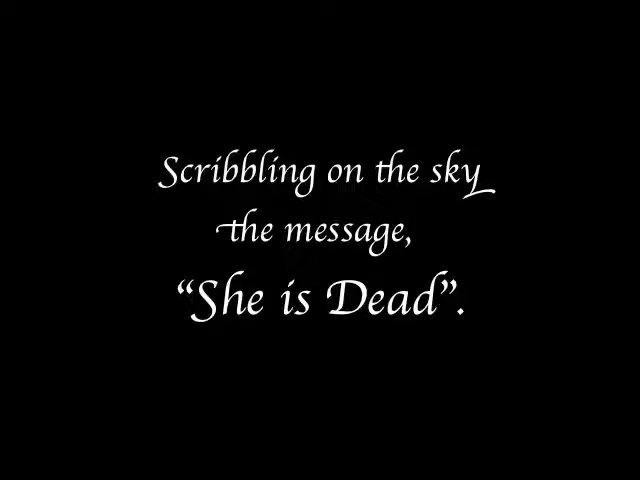 Scribbling on the sky
the message,
“She is Dead”.